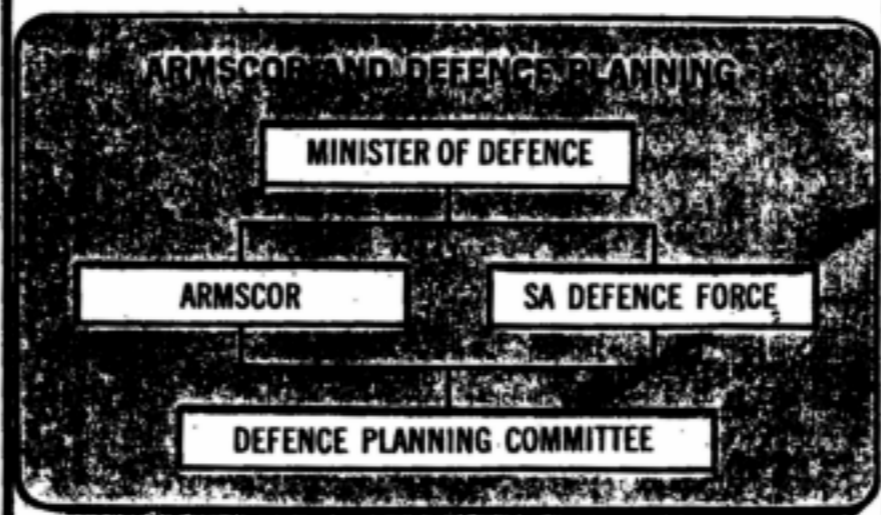 ARMSCOR AND DEFENCE PLANNING
MINISTER OF DEFENCE
ARMSCOR
SA DEFENCE FORCE
DEFENCE PLANNING COMMITTEE